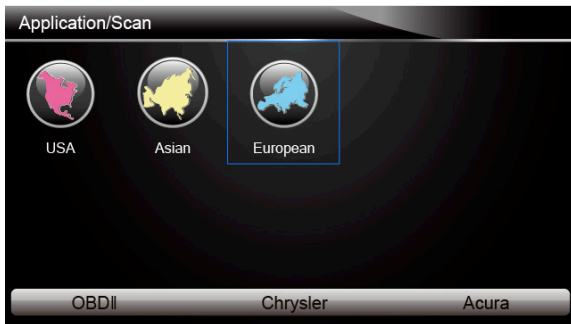 Application/Scan
USA Asian European
OBDⅡ Chrysler Acura